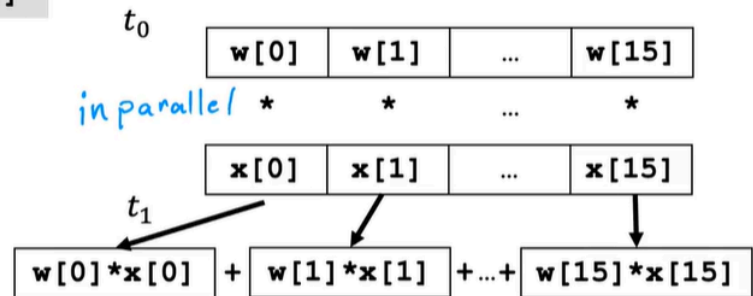 ]
t₀
w[0] w[1] ... w[15]
in parallel * * ... *
x[0] x[1] ... x[15]
t₁
w[0]*x[0] + w[1]*x[1] +...+ w[15]*x[15]